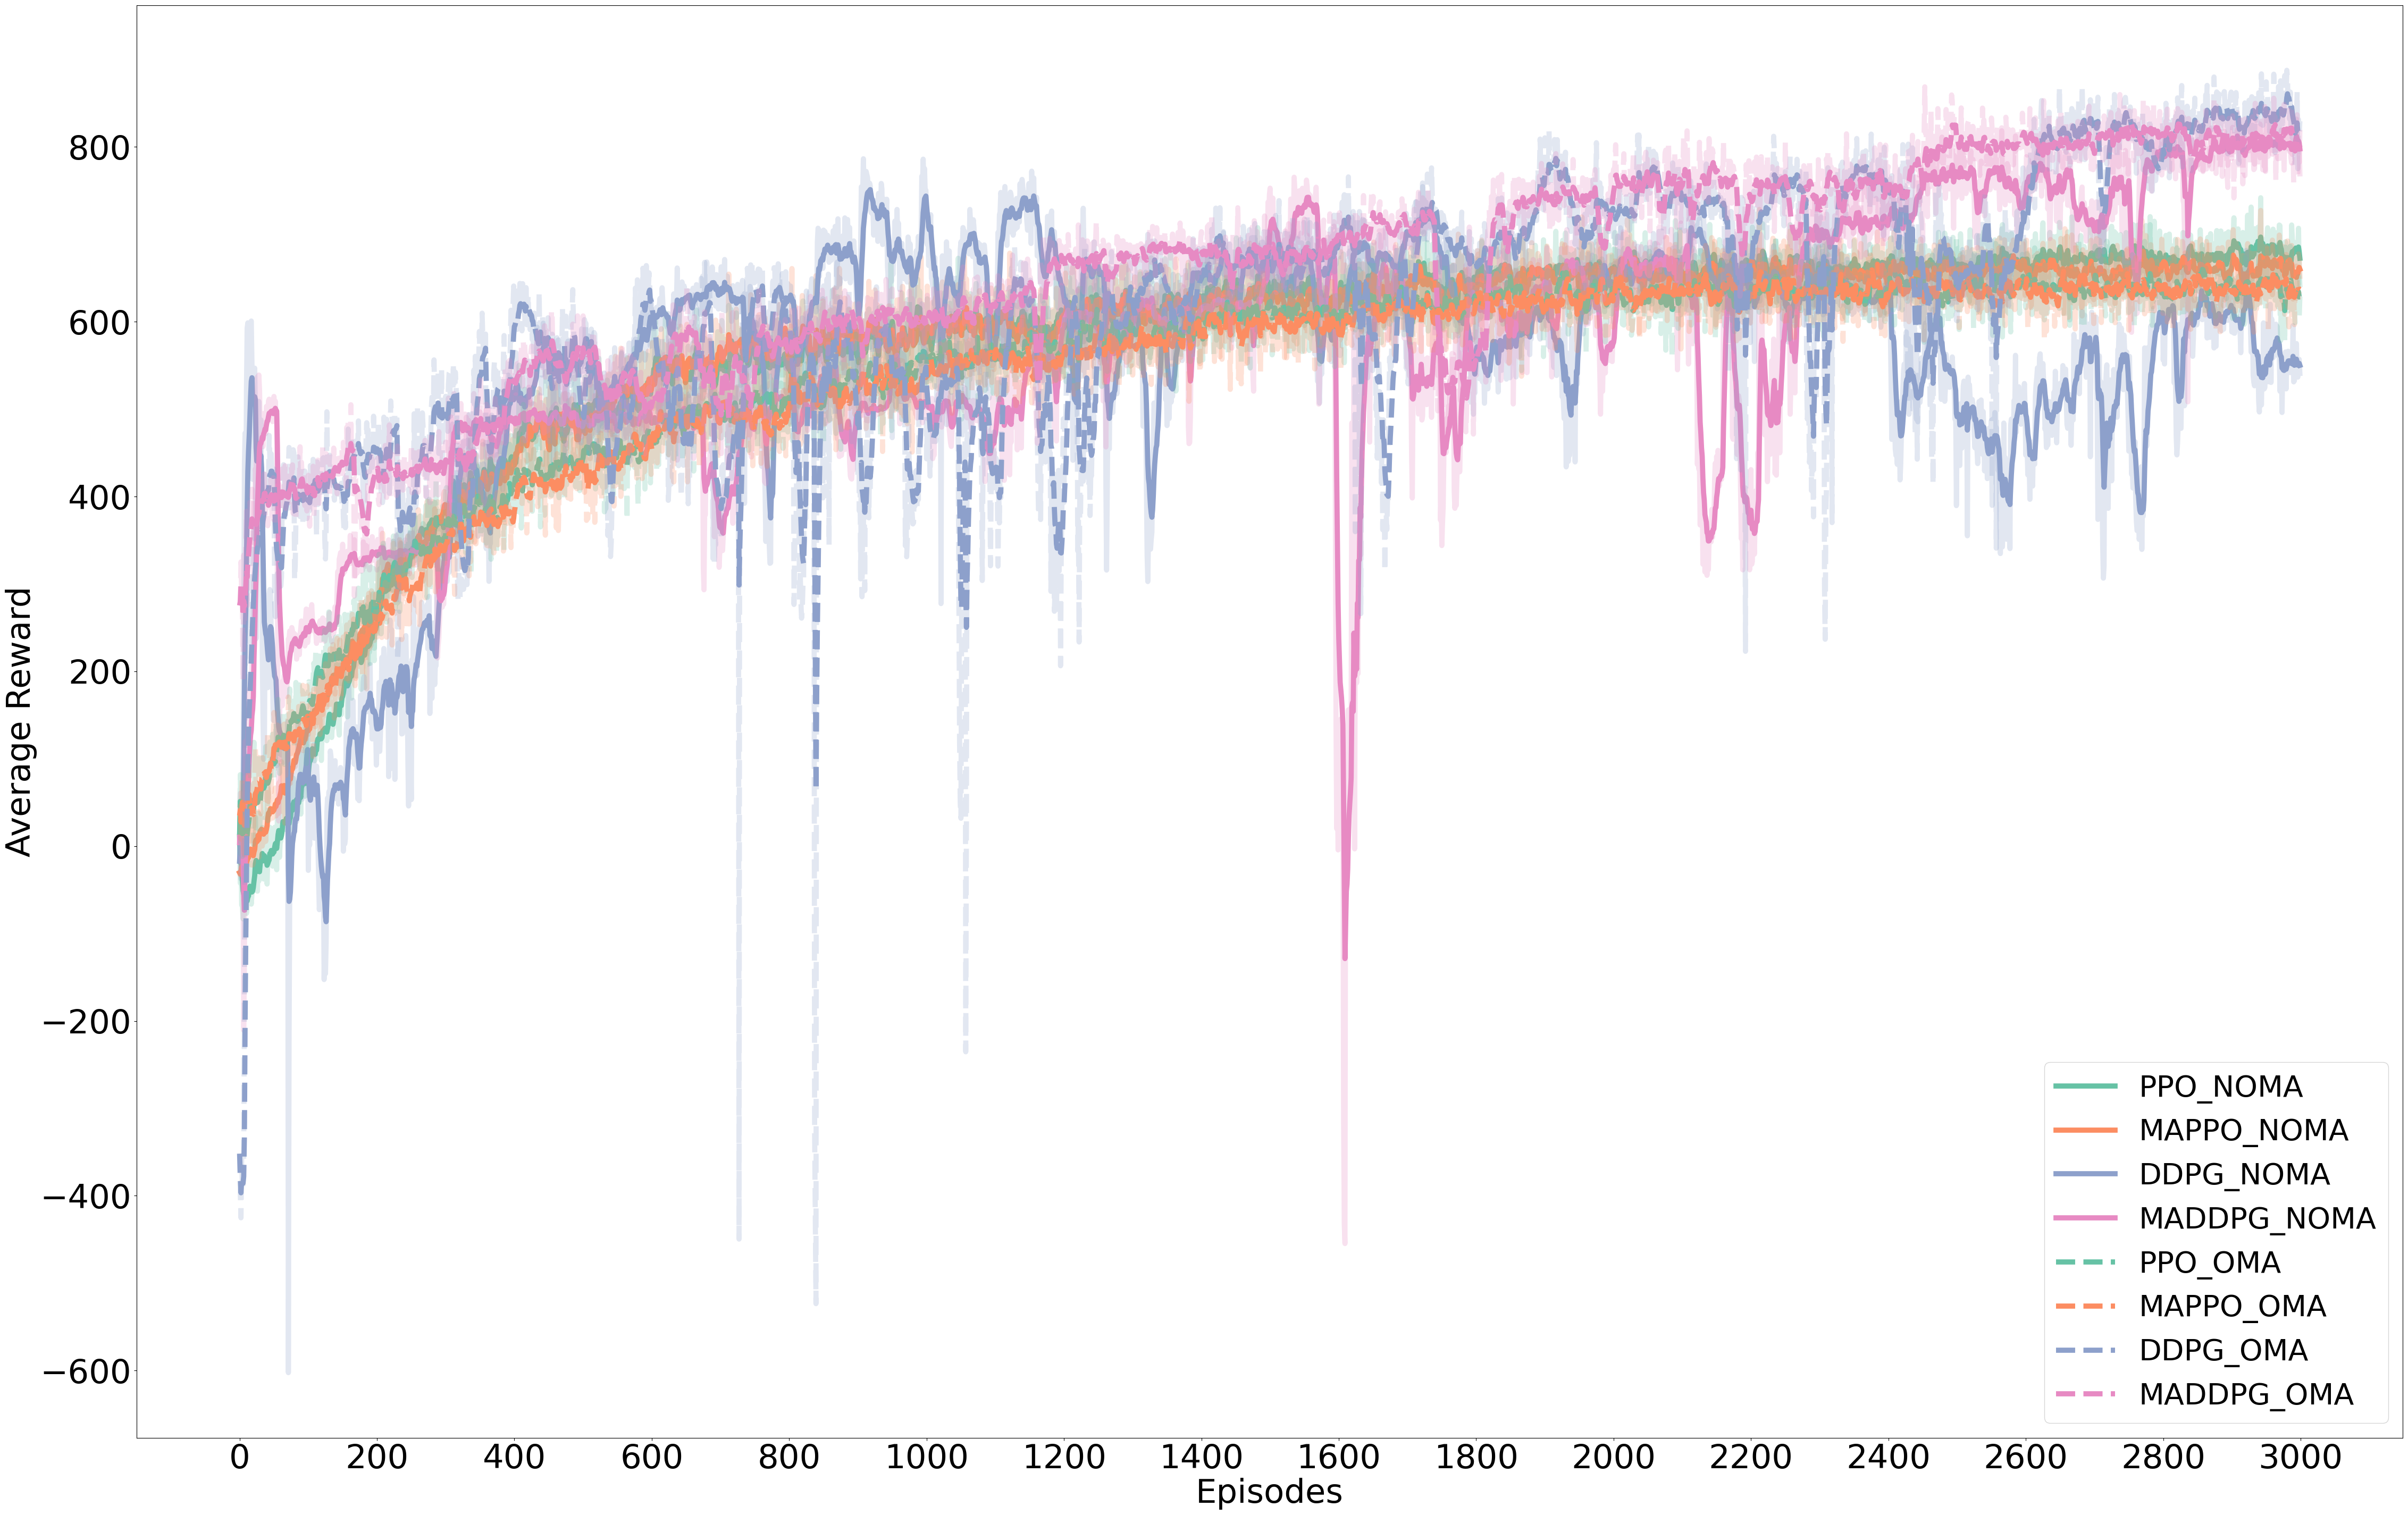 Average Reward
800
600
400
200
0
−200
−400
−600
0 200 400 600 800 1000 1200 1400 1600 1800 2000 2200 2400 2600 2800 3000
Episodes
PPO_NOMA
MAPPO_NOMA
DDPG_NOMA
MADDPG_NOMA
PPO_OMA
MAPPO_OMA
DDPG_OMA
MADDPG_OMA